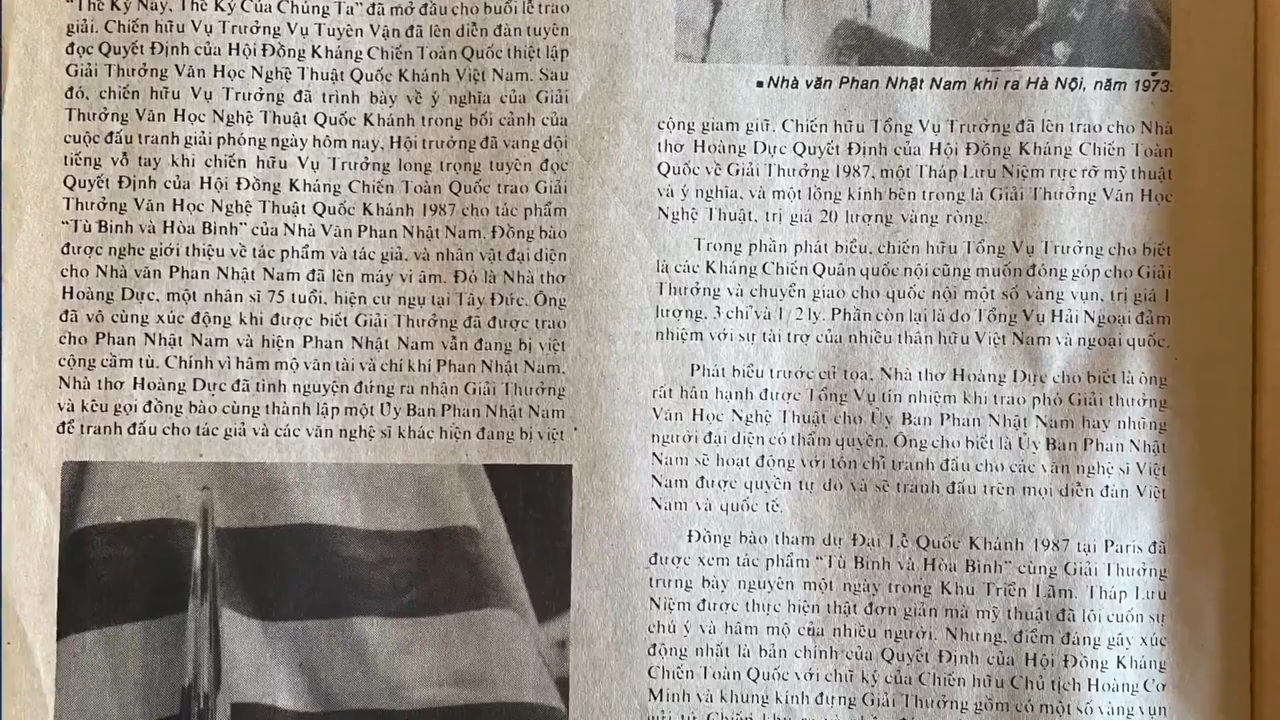 "Thế Kỷ Này, Thế Kỷ Của Chúng Ta" đã mở đầu cho buổi lễ trao
giải. Chiến hữu Vụ Trưởng Vụ Tuyên Vận đã lên diễn đàn tuyên
đọc Quyết Định của Hội Đồng Kháng Chiến Toàn Quốc thiệt lập
Giải Thưởng Văn Học Nghệ Thuật Quốc Khánh Việt Nam. Sau
đó, chiến hữu Vụ Trưởng đã trình bày về ý nghĩa của Giải
Thưởng Văn Học Nghệ Thuật Quốc Khánh trong bối cảnh của
cuộc đấu tranh giải phóng ngày hôm nay, Hội trường đã vang dội
tiếng vỗ tay khi chiến hữu Vụ Trưởng long trọng tuyên đọc
Quyết Định của Hội Đồng Kháng Chiến Toàn Quốc trao Giải
Thưởng Văn Học Nghệ Thuật Quốc Khánh 1987 cho tác phẩm
"Tù Binh và Hòa Bình" của Nhà Văn Phan Nhật Nam. Đồng bào
được nghe giới thiệu về tác phẩm và tác giả, và nhân vật đại diện
cho Nhà văn Phan Nhật Nam đã lên máy vi âm. Đó là Nhà thơ
Hoàng Dực, một nhân sĩ 75 tuổi, hiện cư ngụ tại Tây Đức. Ông
đã vô cùng xúc động khi được biết Giải Thưởng đã được trao
cho Phan Nhật Nam và hiện Phan Nhật Nam vẫn đang bị việt
cộng cầm tù. Chính vì hâm mộ văn tài và chí khí Phan Nhật Nam,
Nhà thơ Hoàng Dực đã tình nguyện đứng ra nhận Giải Thưởng
và kêu gọi đồng bào cùng thành lập một Ủy Ban Phan Nhật Nam
để tranh đấu cho tác giả và các văn nghệ sĩ khác hiện đang bị việt
▪Nhà văn Phan Nhật Nam khi ra Hà Nội, năm 1973.
cộng giam giữ. Chiến hữu Tổng Vụ Trưởng đã lên trao cho Nhà
thơ Hoàng Dực Quyết Định của Hội Đồng Kháng Chiến Toàn
Quốc về Giải Thưởng 1987, một Tháp Lưu Niệm rực rỡ mỹ thuật
và ý nghĩa, và một lồng kính bên trong là Giải Thưởng Văn Học
Nghệ Thuật, trị giá 20 lượng vàng ròng.
Trong phần phát biểu, chiến hữu Tổng Vụ Trưởng cho biết
là các Kháng Chiến Quân quốc nội cũng muốn đóng góp cho Giải
Thưởng và chuyển giao cho quốc nội một số vàng vụn, trị giá 1
lượng, 3 chỉ và 1/2 ly. Phần còn lại là do Tổng Vụ Hải Ngoại đảm
nhiệm với sự tài trợ của nhiều thân hữu Việt Nam và ngoại quốc.
Phát biểu trước cử tọa, Nhà thơ Hoàng Dực cho biết là ông
rất hân hạnh được Tổng Vụ tín nhiệm khi trao phó Giải thưởng
Văn Học Nghệ Thuật cho Ủy Ban Phan Nhật Nam hay những
người đại diện có thẩm quyền. Ông cho biết là Ủy Ban Phan Nhật
Nam sẽ hoạt động với tôn chỉ tranh đấu cho các văn nghệ sĩ Việt
Nam được quyền tự do và sẽ tranh đấu trên mọi diễn đàn Việt
Nam và quốc tế.
Đồng bào tham dự Đại Lễ Quốc Khánh 1987 tại Paris đã
được xem tác phẩm "Tù Binh và Hòa Bình" cùng Giải Thưởng
trưng bày nguyên một ngày trong Khu Triển Lãm. Tháp Lưu
Niệm được thực hiện thật đơn giản mà mỹ thuật đã lôi cuốn sự
chú ý và hâm mộ của nhiều người. Nhưng, điểm đáng gây xúc
động nhất là bản chính của Quyết Định của Hội Đồng Kháng
Chiến Toàn Quốc với chữ ký của Chiến hữu Chủ tịch Hoàng Cơ
Minh và khung kính đựng Giải Thưởng gồm có một số vàng vụn